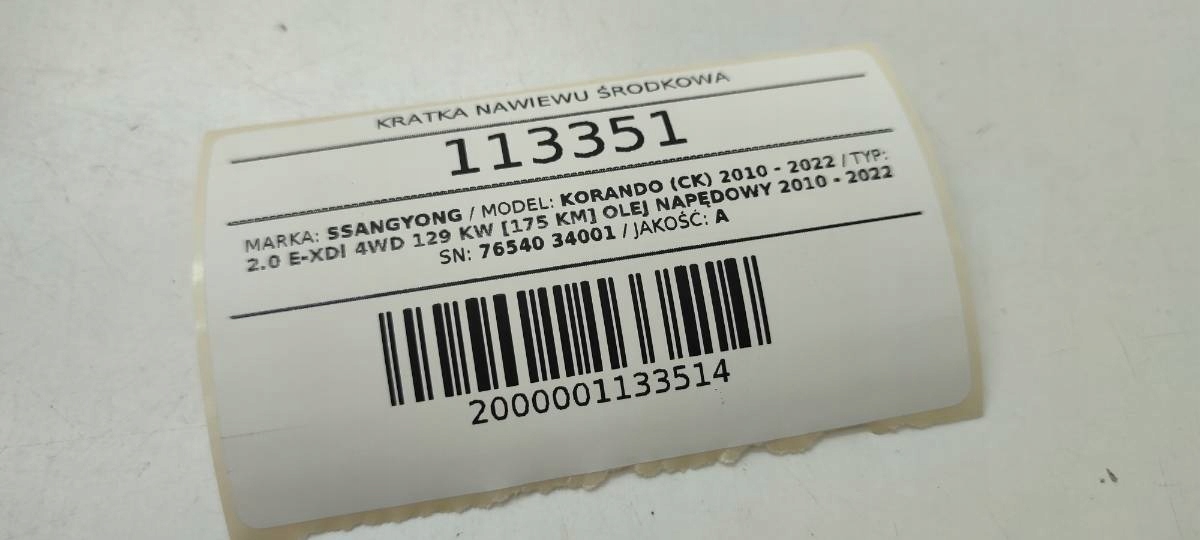 KRATKA NAWIEWU ŚRODKOWA
113351
MARKA: SSANGYONG / MODEL: KORANDO (CK) 2010 - 2022 / TYP:
2.0 E-XDI 4WD 129 KW [175 KM] OLEJ NAPĘDOWY 2010 - 2022
SN: 76540 34001 / JAKOŚĆ: A
2000001133514